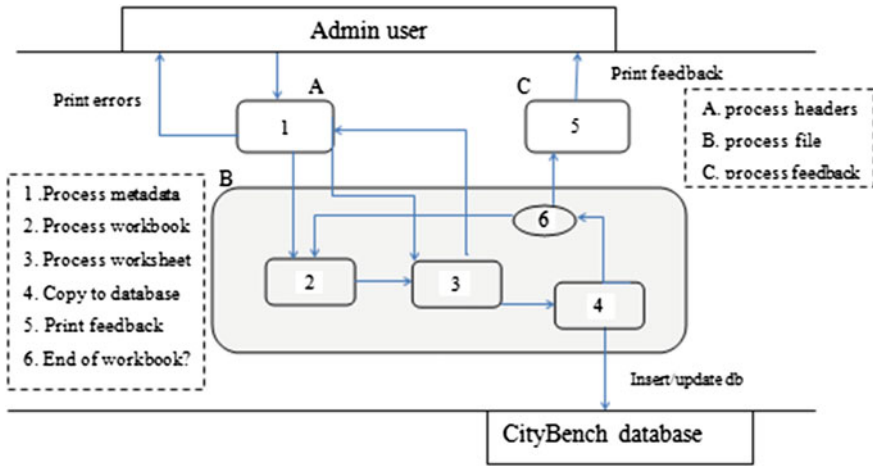 Admin user
Print errors
A
1
C
5
Print feedback
A. process headers
B. process file
C. process feedback
B
1 .Process metadata
2. Process workbook
3. Process worksheet
4. Copy to database
5. Print feedback
6. End of workbook?
6
2
3
4
Insert/update db
CityBench database